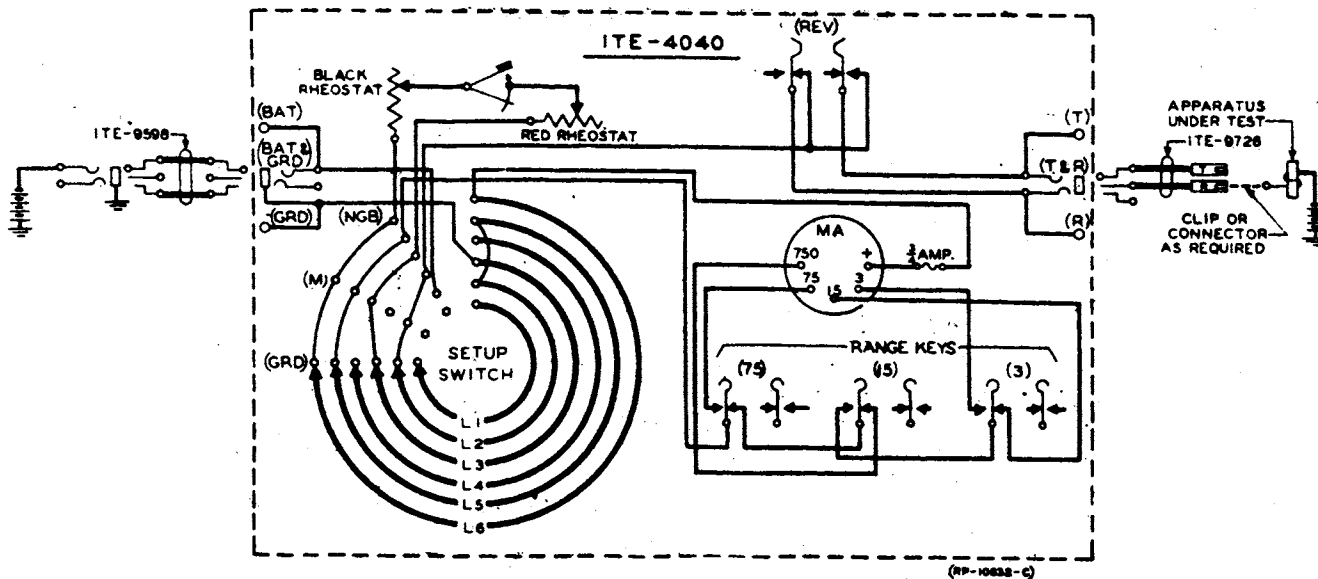 ITE-4040
(REV)
BLACK
RHEOSTAT
RED RHEOSTAT
ITE-9598
(BAT)
(BAT &
GRD)
(GRD)
(NGB)
(M)
(GRD)
SETUP
SWITCH
L1
L2
L3
L4
L5
L6
MA
750
+
75
3
15
3/4 AMP.
RANGE KEYS
(75)
(15)
(3)
(T)
(T & R)
(R)
APPARATUS
UNDER TEST
ITE-9726
T
CLIP OR
CONNECTOR
AS REQUIRED